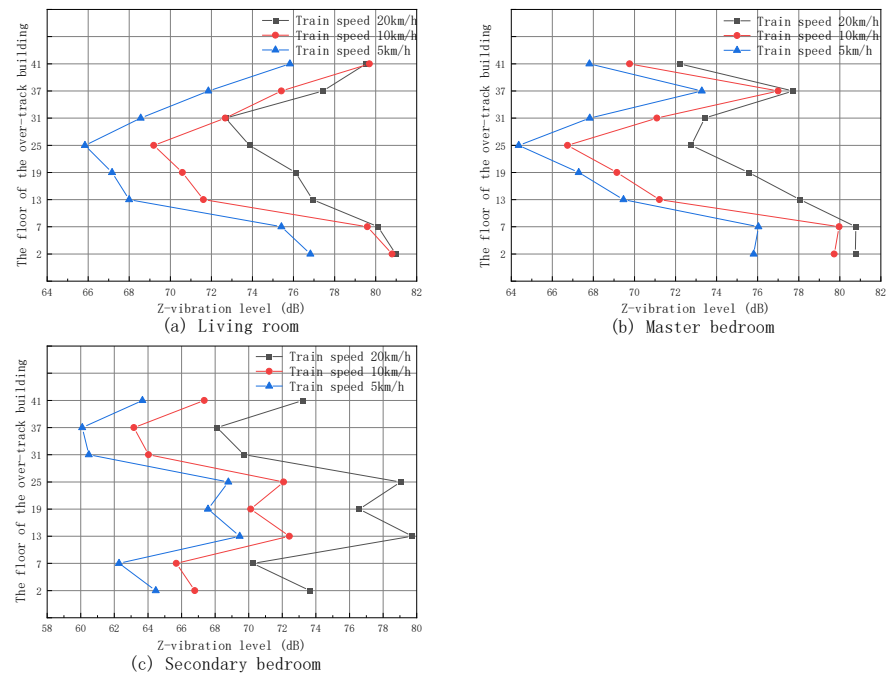 Train speed 20km/h
Train speed 10km/h
Train speed 5km/h
The floor of the over-track building
41
37
31
25
19
13
7
2
64 66 68 70 72 74 76 78 80 82
Z-vibration level (dB)
(a) Living room
Train speed 20km/h
Train speed 10km/h
Train speed 5km/h
The floor of the over-track building
41
37
31
25
19
13
7
2
64 66 68 70 72 74 76 78 80 82
Z-vibration level (dB)
(b) Master bedroom
Train speed 20km/h
Train speed 10km/h
Train speed 5km/h
The floor of the over-track building
41
37
31
25
19
13
7
2
58 60 62 64 66 68 70 72 74 76 78 80
Z-vibration level (dB)
(c) Secondary bedroom